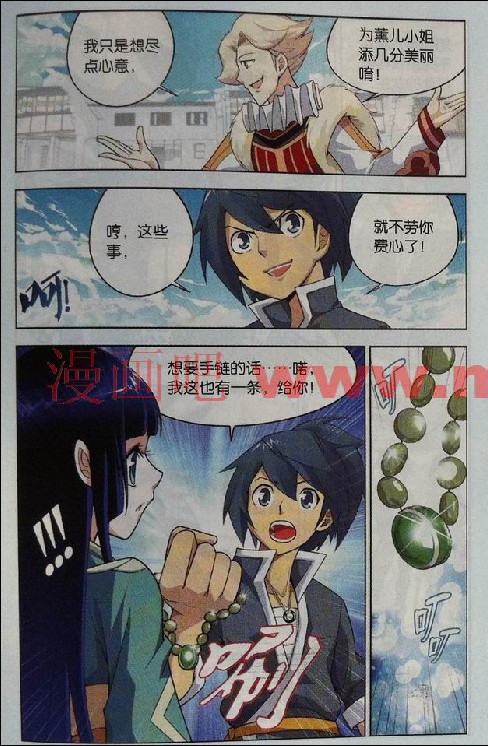 我只是想尽
点心意，
为薰儿小姐
添几分美丽
唷！
哼，这些
事，
就不劳你
费心了！
叮！
想要手链的话……喏，
我这也有一条，给你！
漫画吧 www.m
!!!
唰
叮
叮
叮